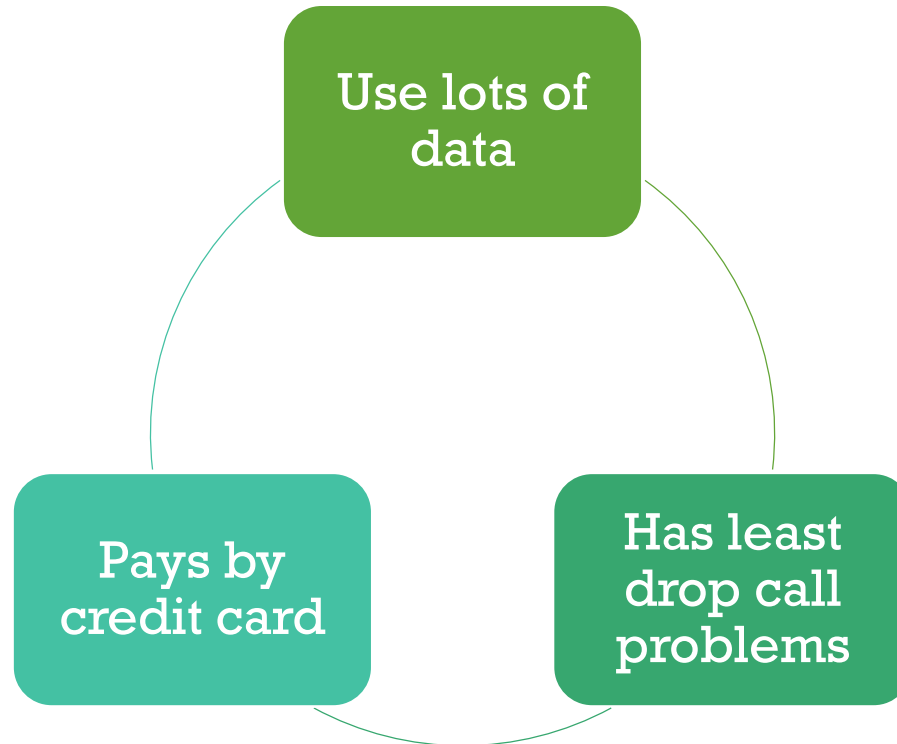 Use lots of
data
Pays by
credit card
Has least
drop call
problems